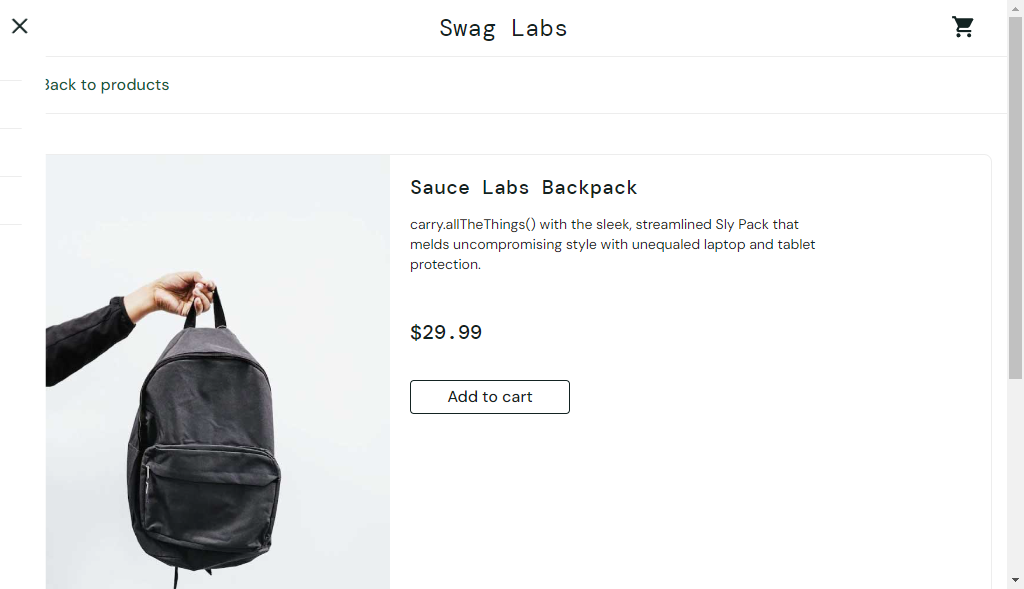 Swag Labs
Back to products
Sauce Labs Backpack
carry.allTheThings() with the sleek, streamlined Sly Pack that
melds uncompromising style with unequaled laptop and tablet
protection.
$29.99
Add to cart